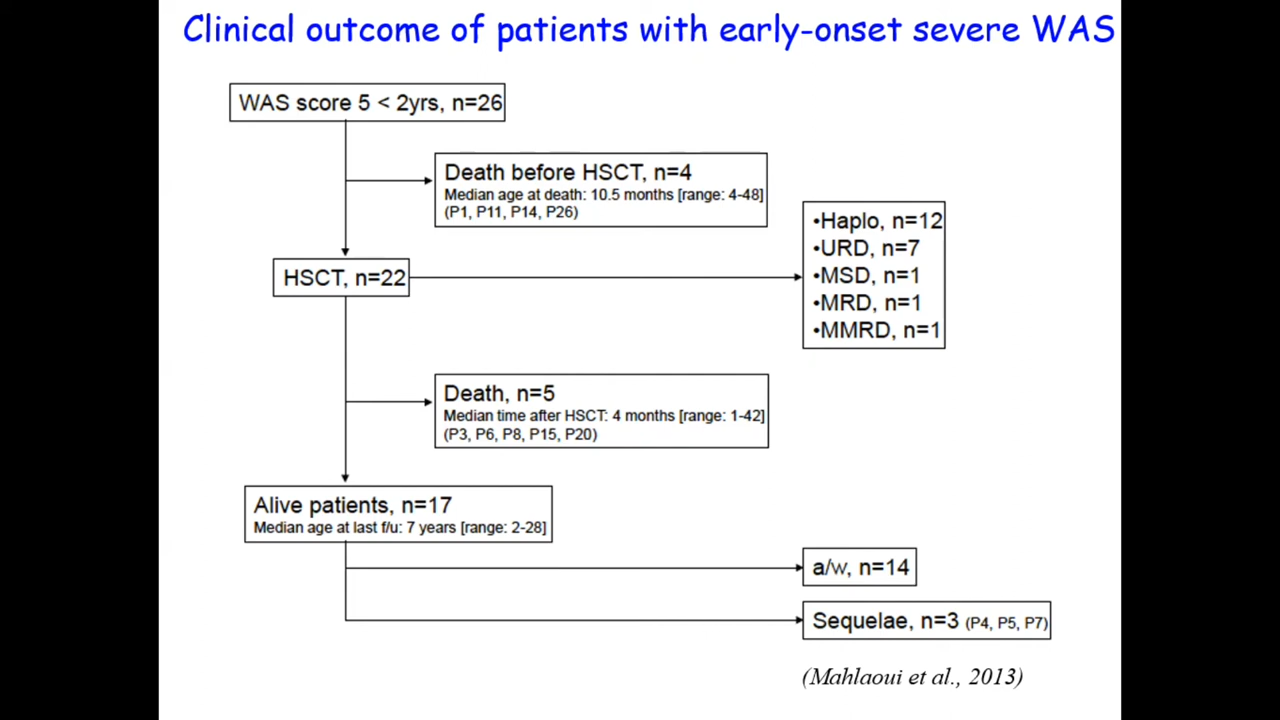 Clinical outcome of patients with early-onset severe WAS
WAS score 5 < 2yrs, n=26
Death before HSCT, n=4
Median age at death: 10.5 months [range: 4-48]
(P1, P11, P14, P26)
HSCT, n=22
•Haplo, n=12
•URD, n=7
•MSD, n=1
•MRD, n=1
•MMRD, n=1
Death, n=5
Median time after HSCT: 4 months [range: 1-42]
(P3, P6, P8, P15, P20)
Alive patients, n=17
Median age at last f/u: 7 years [range: 2-28]
a/w, n=14
Sequelae, n=3 (P4, P5, P7)
(Mahlaoui et al., 2013)